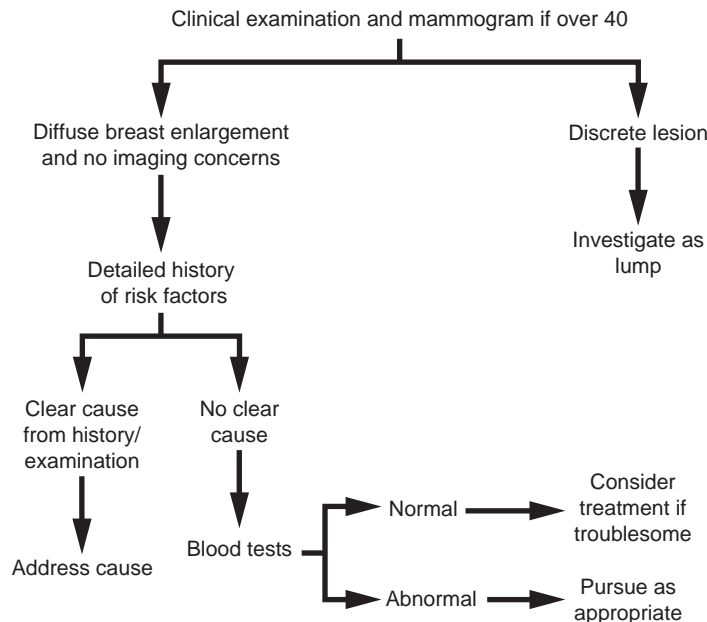 Clinical examination and mammogram if over 40
Diffuse breast enlargement
and no imaging concerns
Discrete lesion
Investigate as
lump
Detailed history
of risk factors
Clear cause
from history/
examination
No clear
cause
Address cause
Blood tests
Normal
Consider
treatment if
troublesome
Abnormal
Pursue as
appropriate